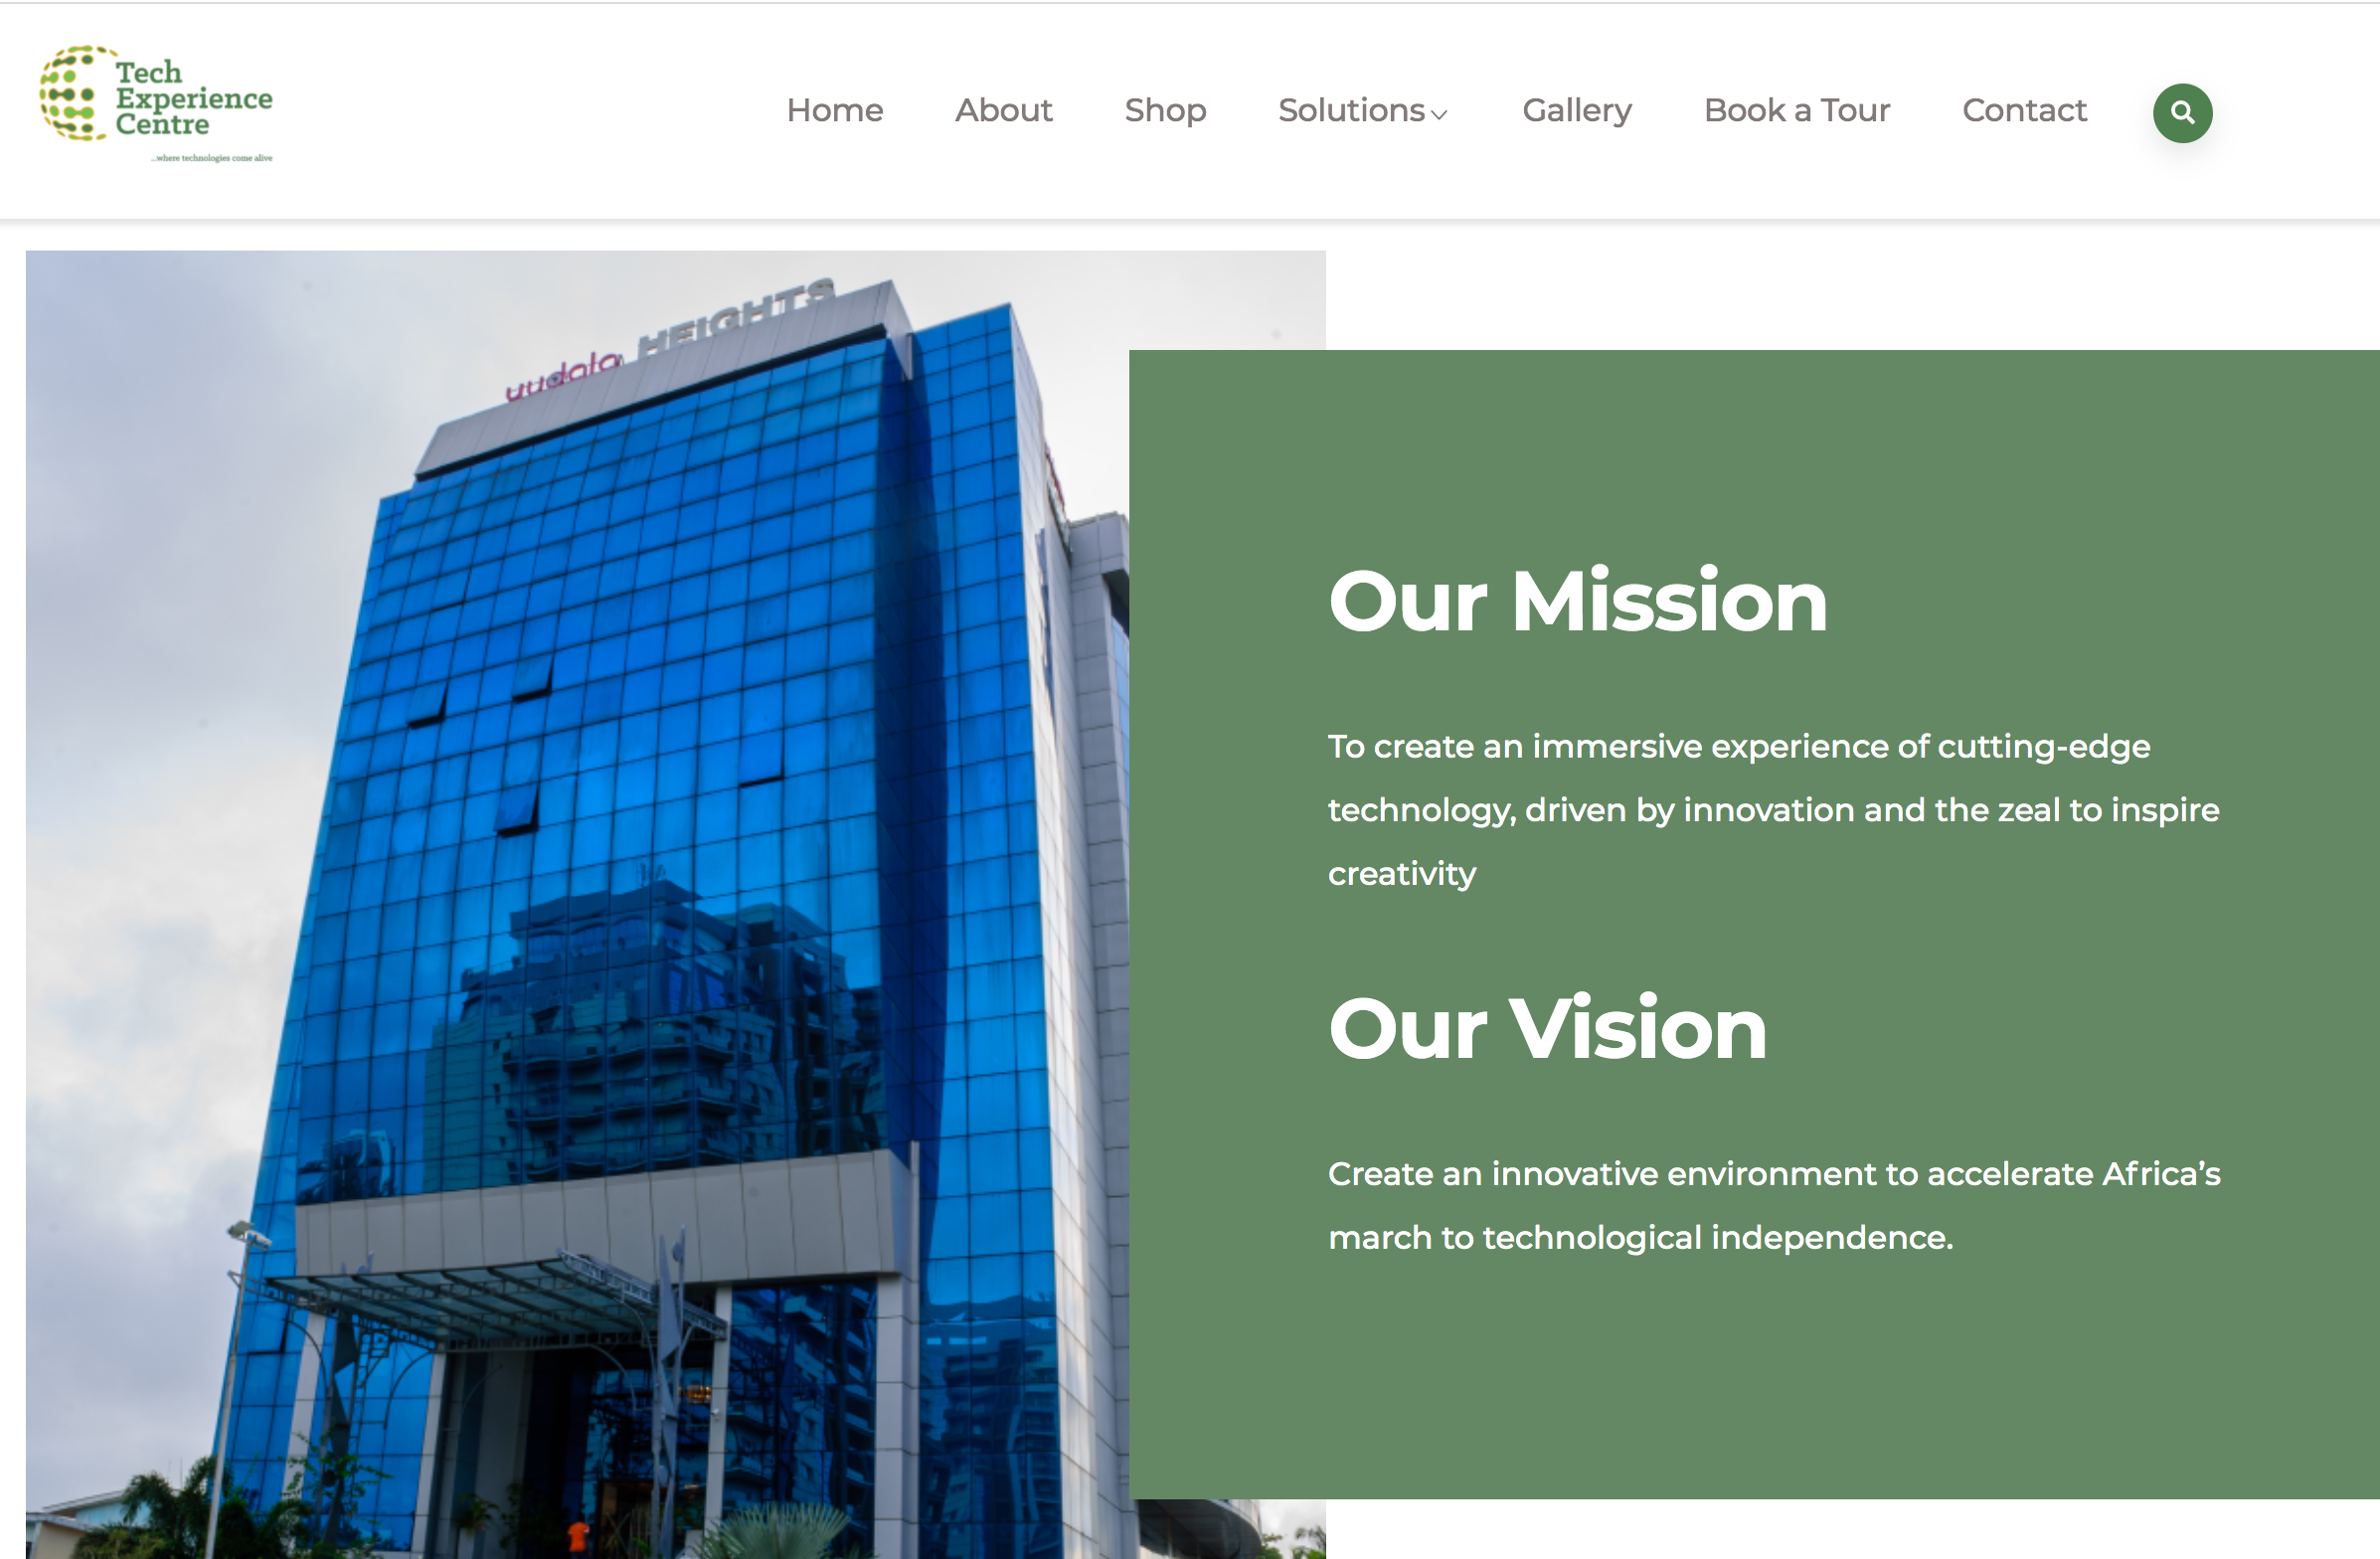 Tech
Experience
Centre
...where technologies come alive
Home About Shop Solutions Gallery Book a Tour Contact
yudala HEIGHTS
Our Mission
To create an immersive experience of cutting-edge
technology, driven by innovation and the zeal to inspire
creativity
Our Vision
Create an innovative environment to accelerate Africa’s
march to technological independence.